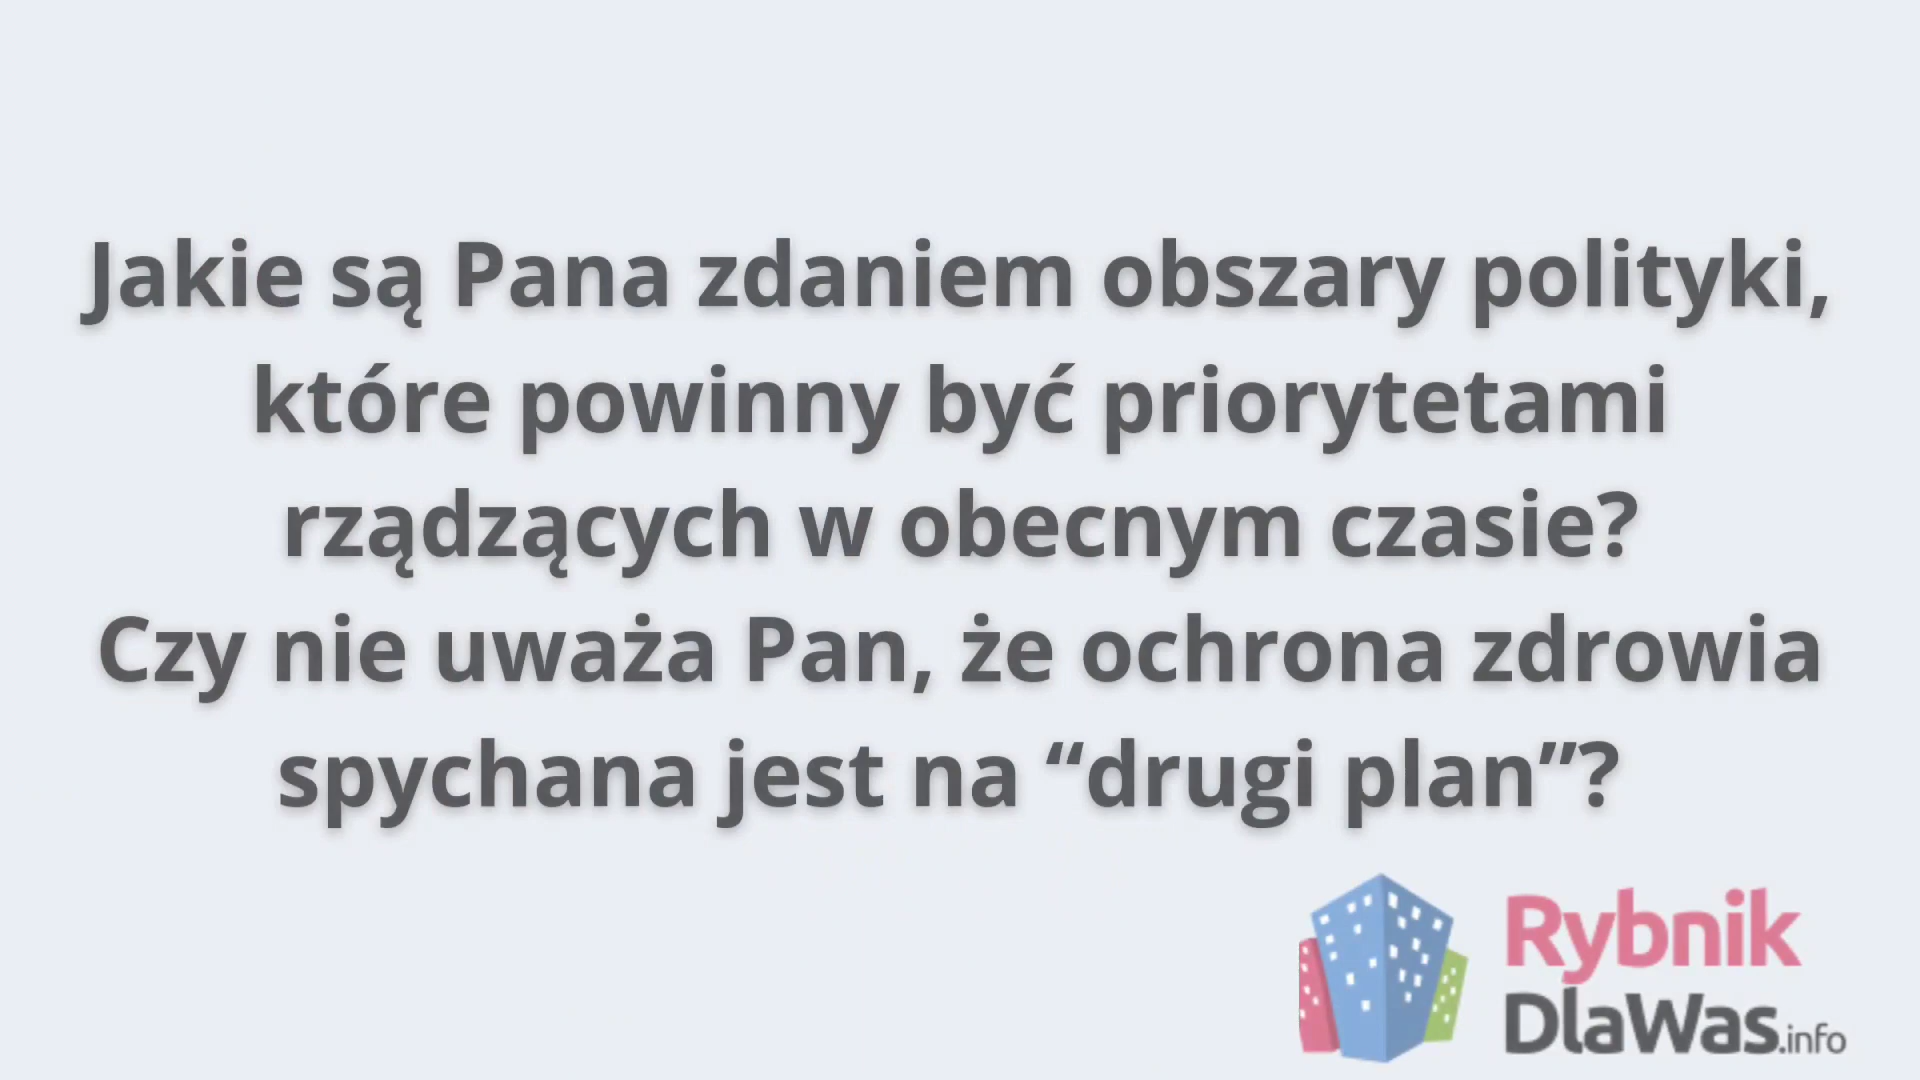 Jakie są Pana zdaniem obszary polityki,
które powinny być priorytetami
rządzących w obecnym czasie?
Czy nie uważa Pan, że ochrona zdrowia
spychana jest na “drugi plan”?
Rybnik
DlaWas.info